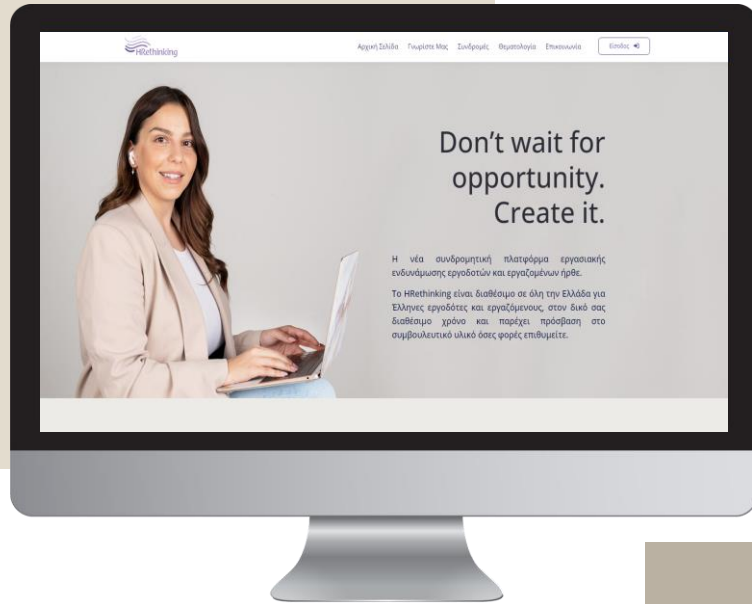 HRethinking
Αρχική Σελίδα Γνωρίστε Μας Συνδρομές Θεματολογία Επικοινωνία Είσοδος
Don't wait for
opportunity.
Create it.
Η νέα συνδρομητική πλατφόρμα εργασιακής
ενδυνάμωσης εργοδοτών και εργαζομένων ήρθε.
Το HRethinking είναι διαθέσιμο σε όλη την Ελλάδα για
Έλληνες εργοδότες και εργαζόμενους, στον δικό σας
διαθέσιμο χρόνο και παρέχει πρόσβαση στο
συμβουλευτικό υλικό όσες φορές επιθυμείτε.